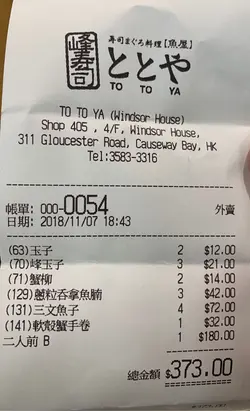 峰壽司
寿司まぐろ料理【魚屋】
ととや
TO TO YA
TO TO YA (Windsor House)
Shop 405 , 4/F, Windsor House,
311 Gloucester Road, Causeway Bay, HK
Tel:3583-3316
帳單: 000-0054 外賣
日期: 2018/11/07 18:43
(63)玉子 2 $12.00
(70)峰玉子 3 $21.00
(71)蟹柳 2 $14.00
(129)蔥粒吞拿魚腩 3 $42.00
(131)三文魚子 4 $72.00
(141)軟殼蟹手卷 1 $32.00
二人前 B 1 $180.00
總金額 $373.00